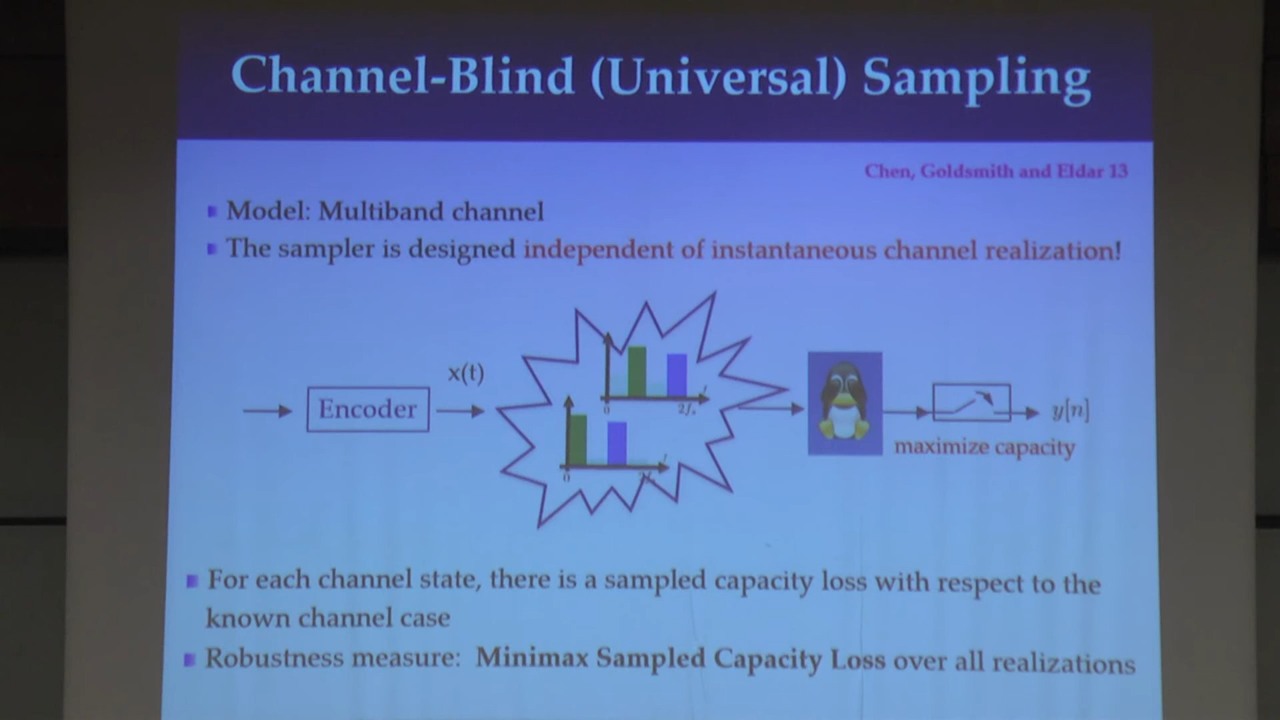 Channel-Blind (Universal) Sampling
Chen, Goldsmith and Eldar 13
Model: Multiband channel
The sampler is designed independent of instantaneous channel realization!
x(t)
Encoder
0
0
y[n]
maximize capacity
For each channel state, there is a sampled capacity loss with respect to the
known channel case
Robustness measure: Minimax Sampled Capacity Loss over all realizations